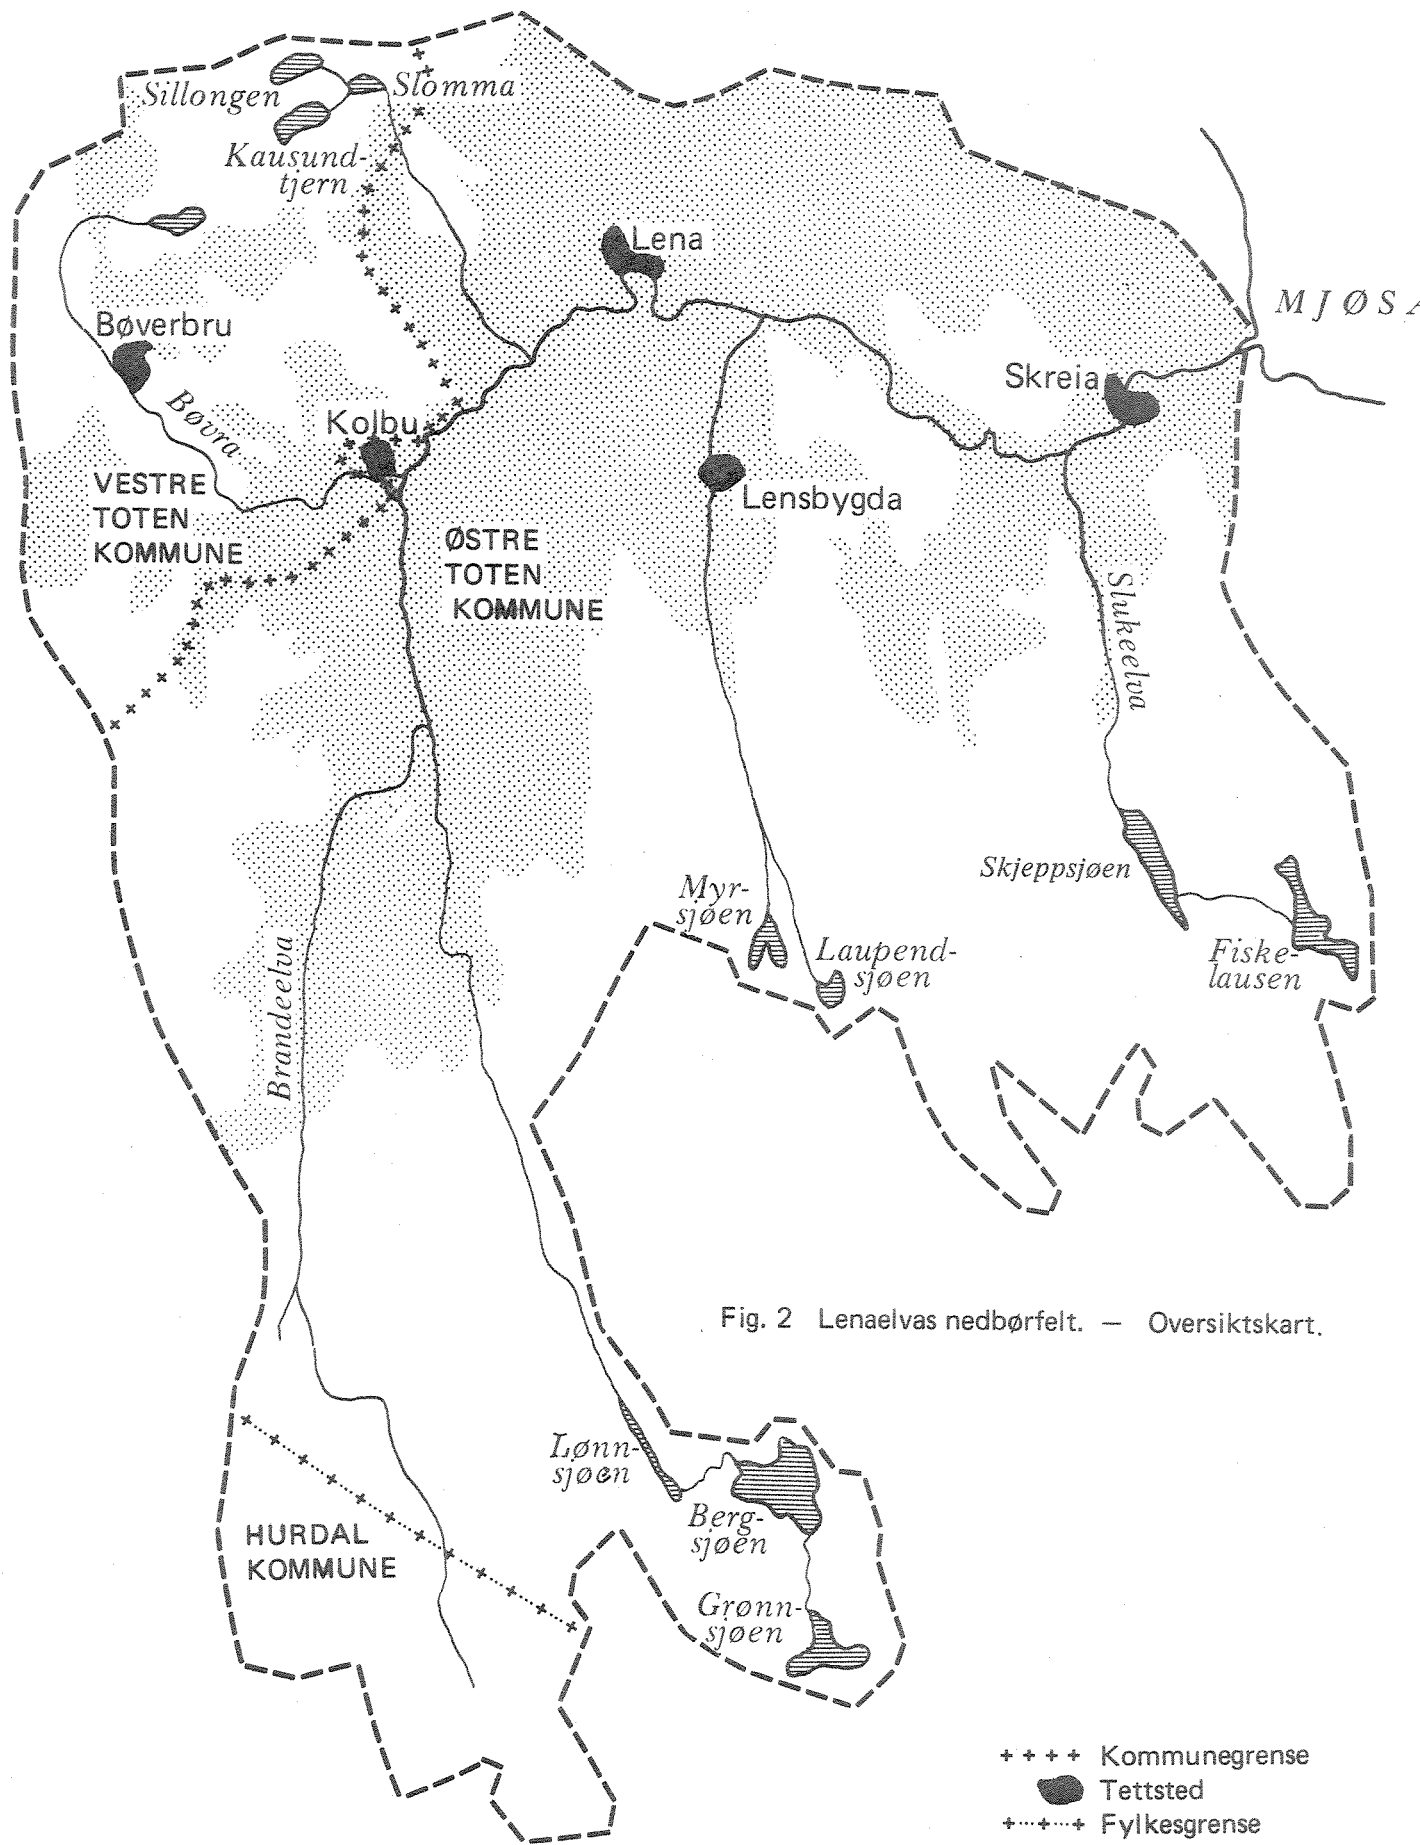 Sillongen
Slomma
Kausund-
tjern
Lena
MJØSA
Bøverbru
Skreia
Bøvra
Kolbu
VESTRE
TOTEN
KOMMUNE
Lensbygda
ØSTRE
TOTEN
KOMMUNE
Slukeelva
Skjeppsjøen
Myr-
sjøen
Laupend-
sjøen
Fiske-
lausen
Brandeelva
Fig. 2 Lenaelvas nedbørfelt. — Oversiktskart.
Lønn-
sjøen
Berg-
sjøen
HURDAL
KOMMUNE
Grønn-
sjøen
Kommunegrense
Tettsted
Fylkesgrense